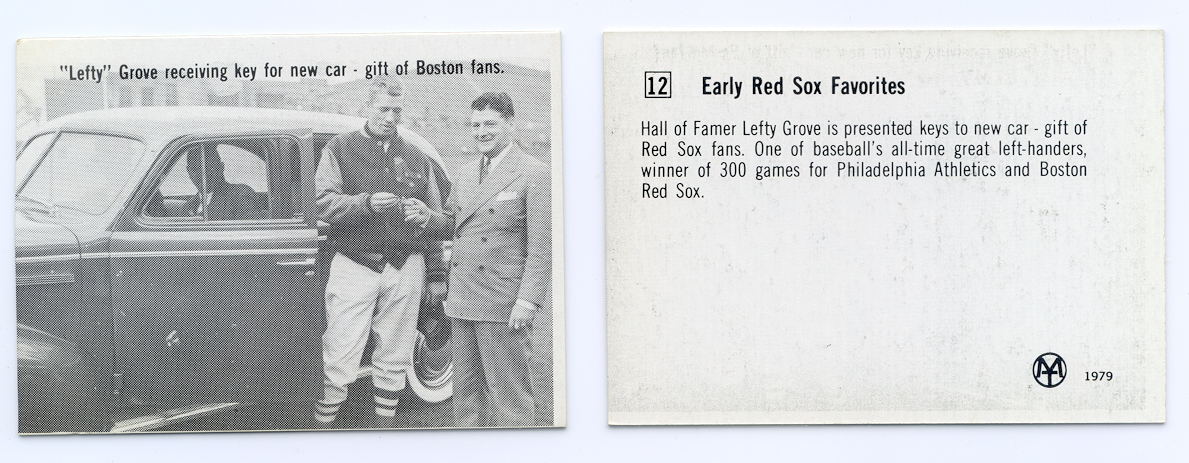 "Lefty" Grove receiving key for new car - gift of Boston fans.
12 Early Red Sox Favorites
Hall of Famer Lefty Grove is presented keys to new car - gift of
Red Sox fans. One of baseball's all-time great left-handers,
winner of 300 games for Philadelphia Athletics and Boston
Red Sox.
1979